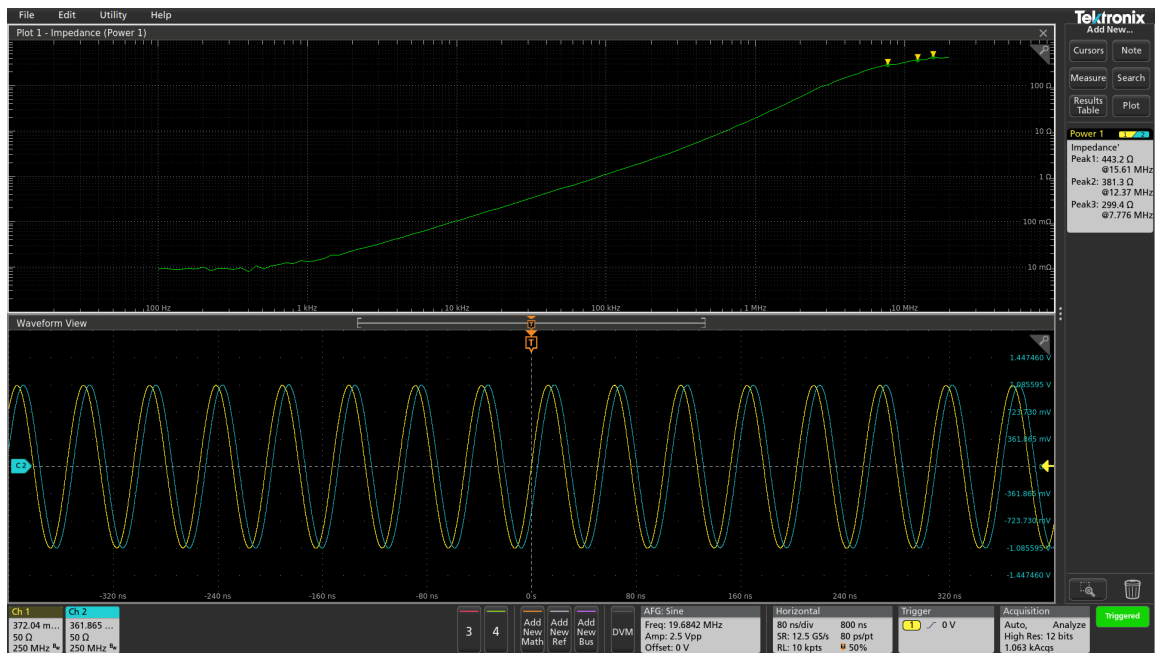 File Edit Utility Help
Tektronix
Add New...
Plot 1 - Impedance (Power 1)
Cursors Note
Measure Search
Results Table Plot
100 Ω
10 Ω
1 Ω
100 mΩ
10 mΩ
100 Hz 1 kHz 10 kHz 100 kHz 1 MHz 10 MHz
Power 1 1 2
Impedance'
Peak1: 443.2 Ω
@15.61 MHz
Peak2: 381.3 Ω
@12.37 MHz
Peak3: 299.4 Ω
@7.776 MHz
Waveform View
T
T
1.447460 V
1.085595 V
723.730 mV
361.865 mV
C 2
-361.865 mV
-723.730 mV
-1.085595 V
-1.447460 V
-320 ns -240 ns -160 ns -80 ns 0 s 80 ns 160 ns 240 ns 320 ns
Ch 1
372.04 m...
50 Ω
250 MHz Bw
Ch 2
361.865 ...
50 Ω
250 MHz Bw
3 4
Add New Math
Add New Ref
Add New Bus
DVM
AFG: Sine
Freq: 19.6842 MHz
Amp: 2.5 Vpp
Offset: 0 V
Horizontal
80 ns/div 800 ns
SR: 12.5 GS/s 80 ps/pt
RL: 10 kpts 50%
Trigger
1 0 V
Acquisition
Auto, Analyze
High Res: 12 bits
1.063 kAcqs
Triggered